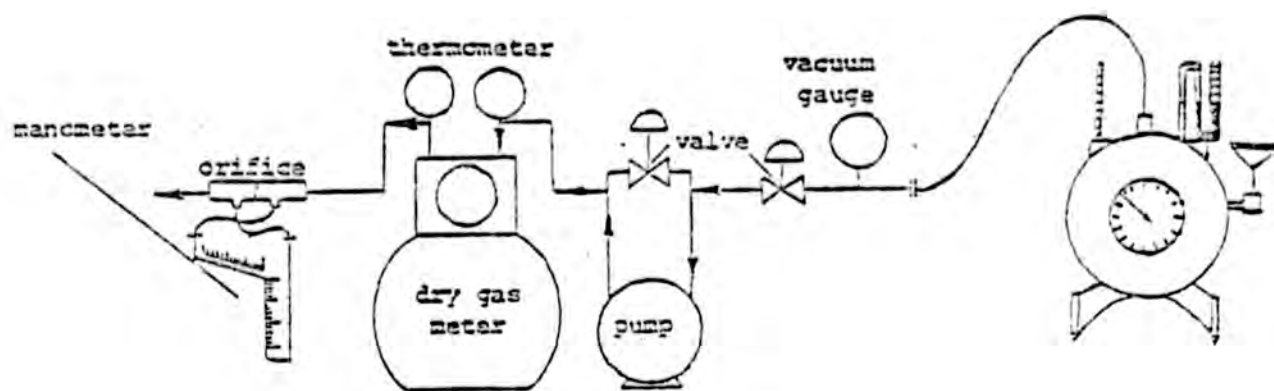 thermometer
vacuum
gauge
manometer
valve
orifice
dry gas
meter
pump